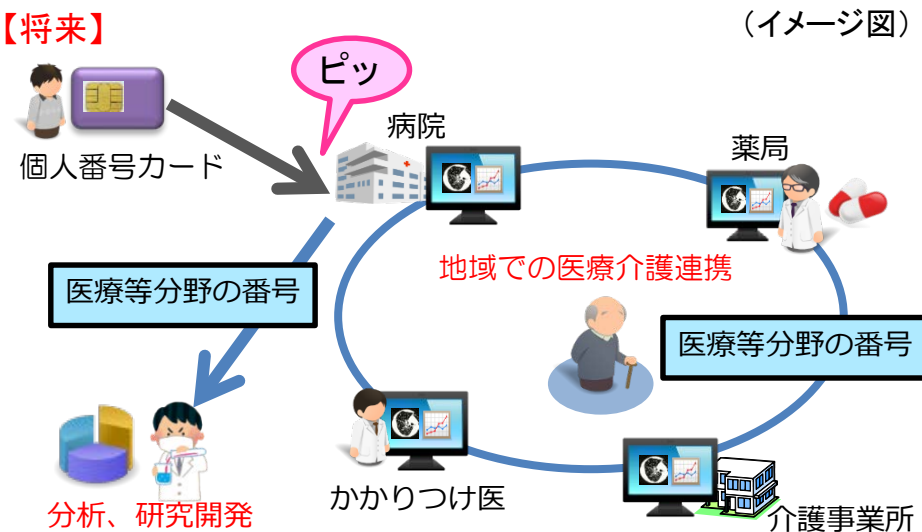 【将来】
(イメージ図)
ピッ
個人番号カード
病院
薬局
地域での医療介護連携
医療等分野の番号
医療等分野の番号
かかりつけ医
分析、研究開発
介護事業所